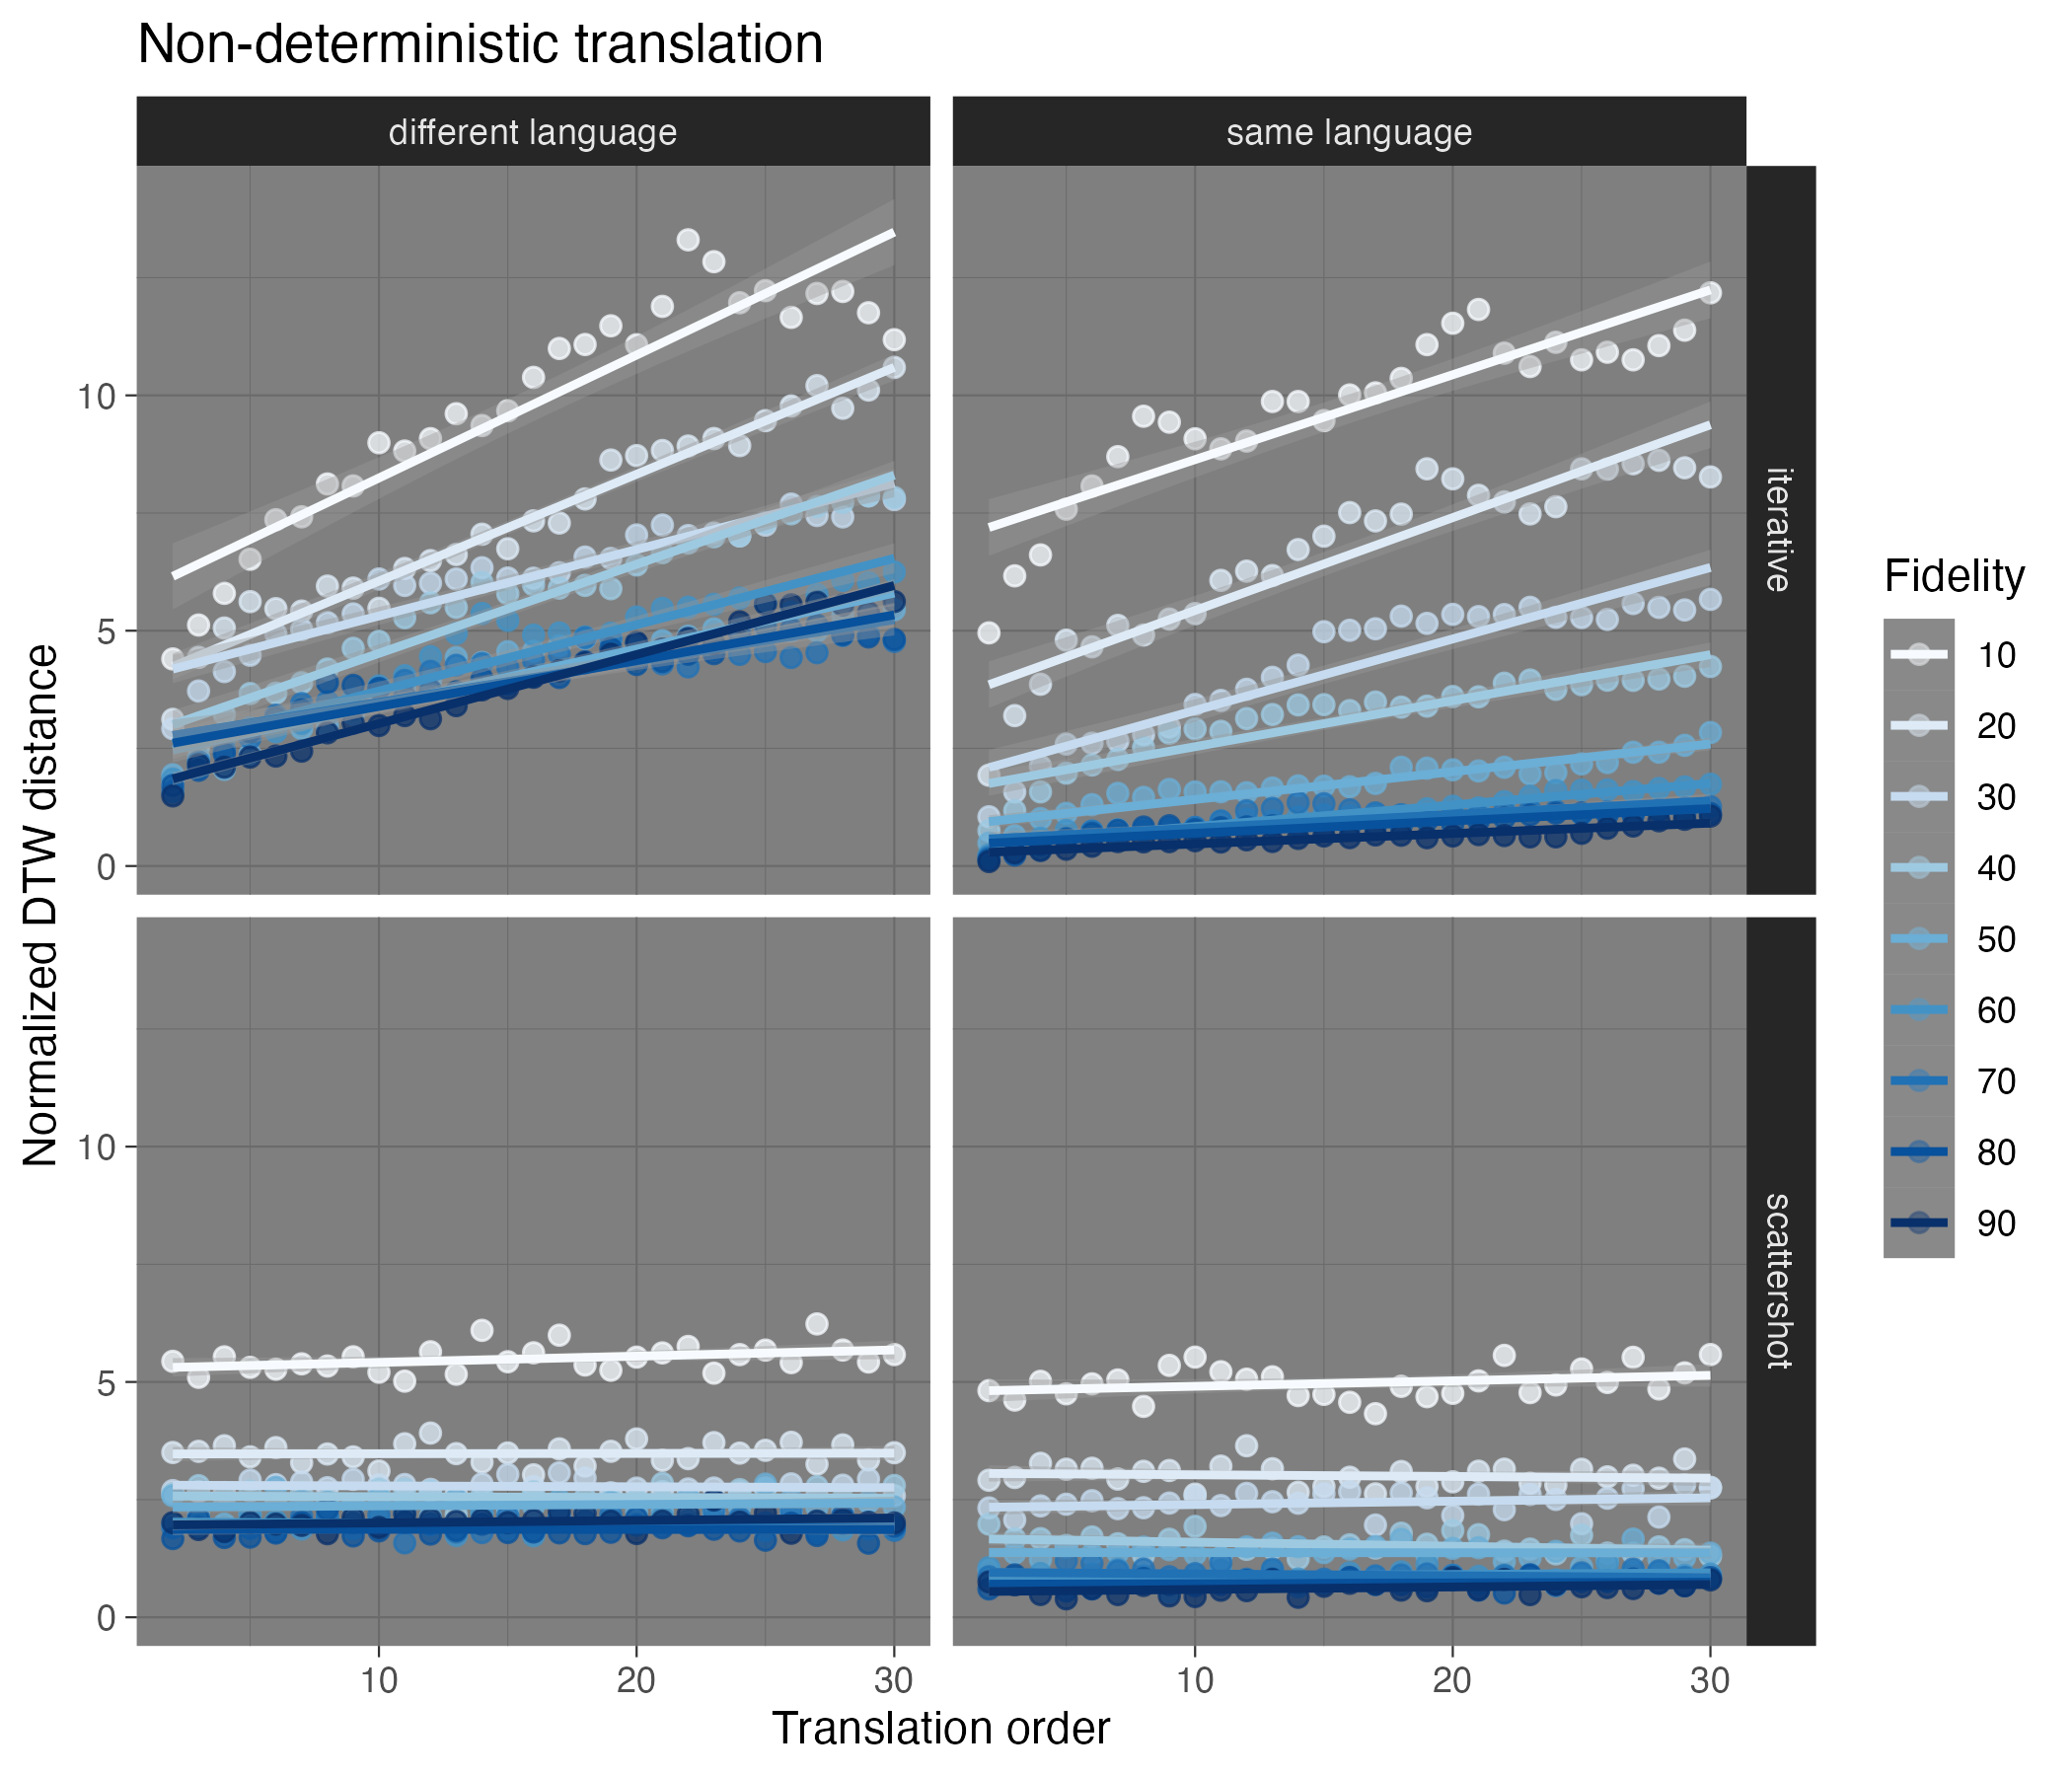 Non-deterministic translation
different language
same language
iterative
scattershot
Normalized DTW distance
10
5
0
10
5
0
10
20
30
10
20
30
Translation order
Fidelity
10
20
30
40
50
60
70
80
90